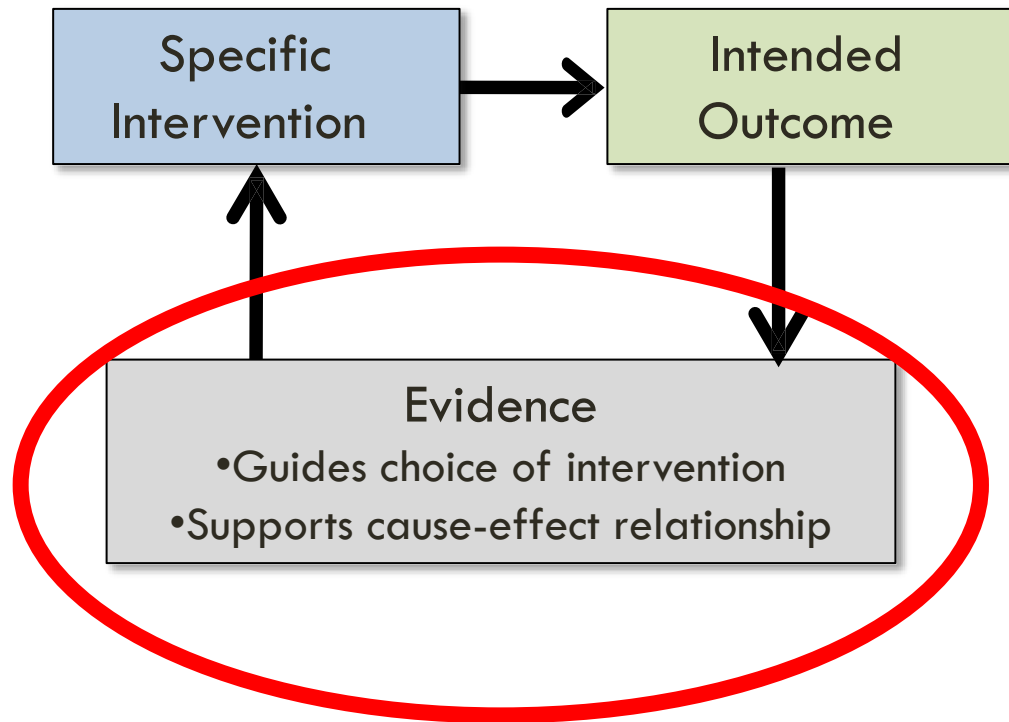 Specific
Intervention
Intended
Outcome
Evidence
•Guides choice of intervention
•Supports cause-effect relationship